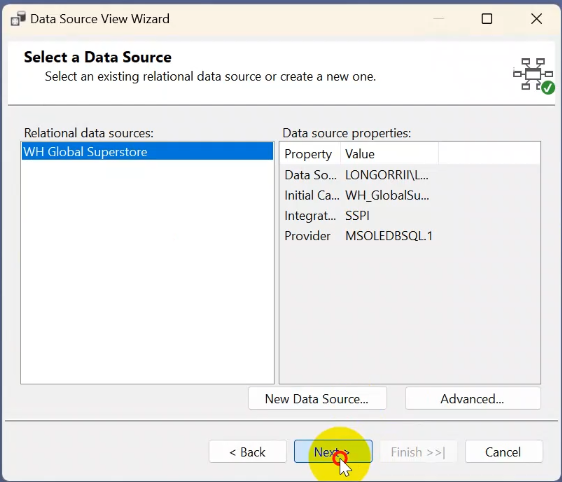 Data Source View Wizard
Select a Data Source
Select an existing relational data source or create a new one.
Relational data sources:
WH Global Superstore
Data source properties:
Property Value
Data So... LONGORRII\L...
Initial Ca... WH_GlobalSu...
Integrat... SSPI
Provider MSOLEDBSQL.1
New Data Source... Advanced...
< Back Next > Finish >>| Cancel